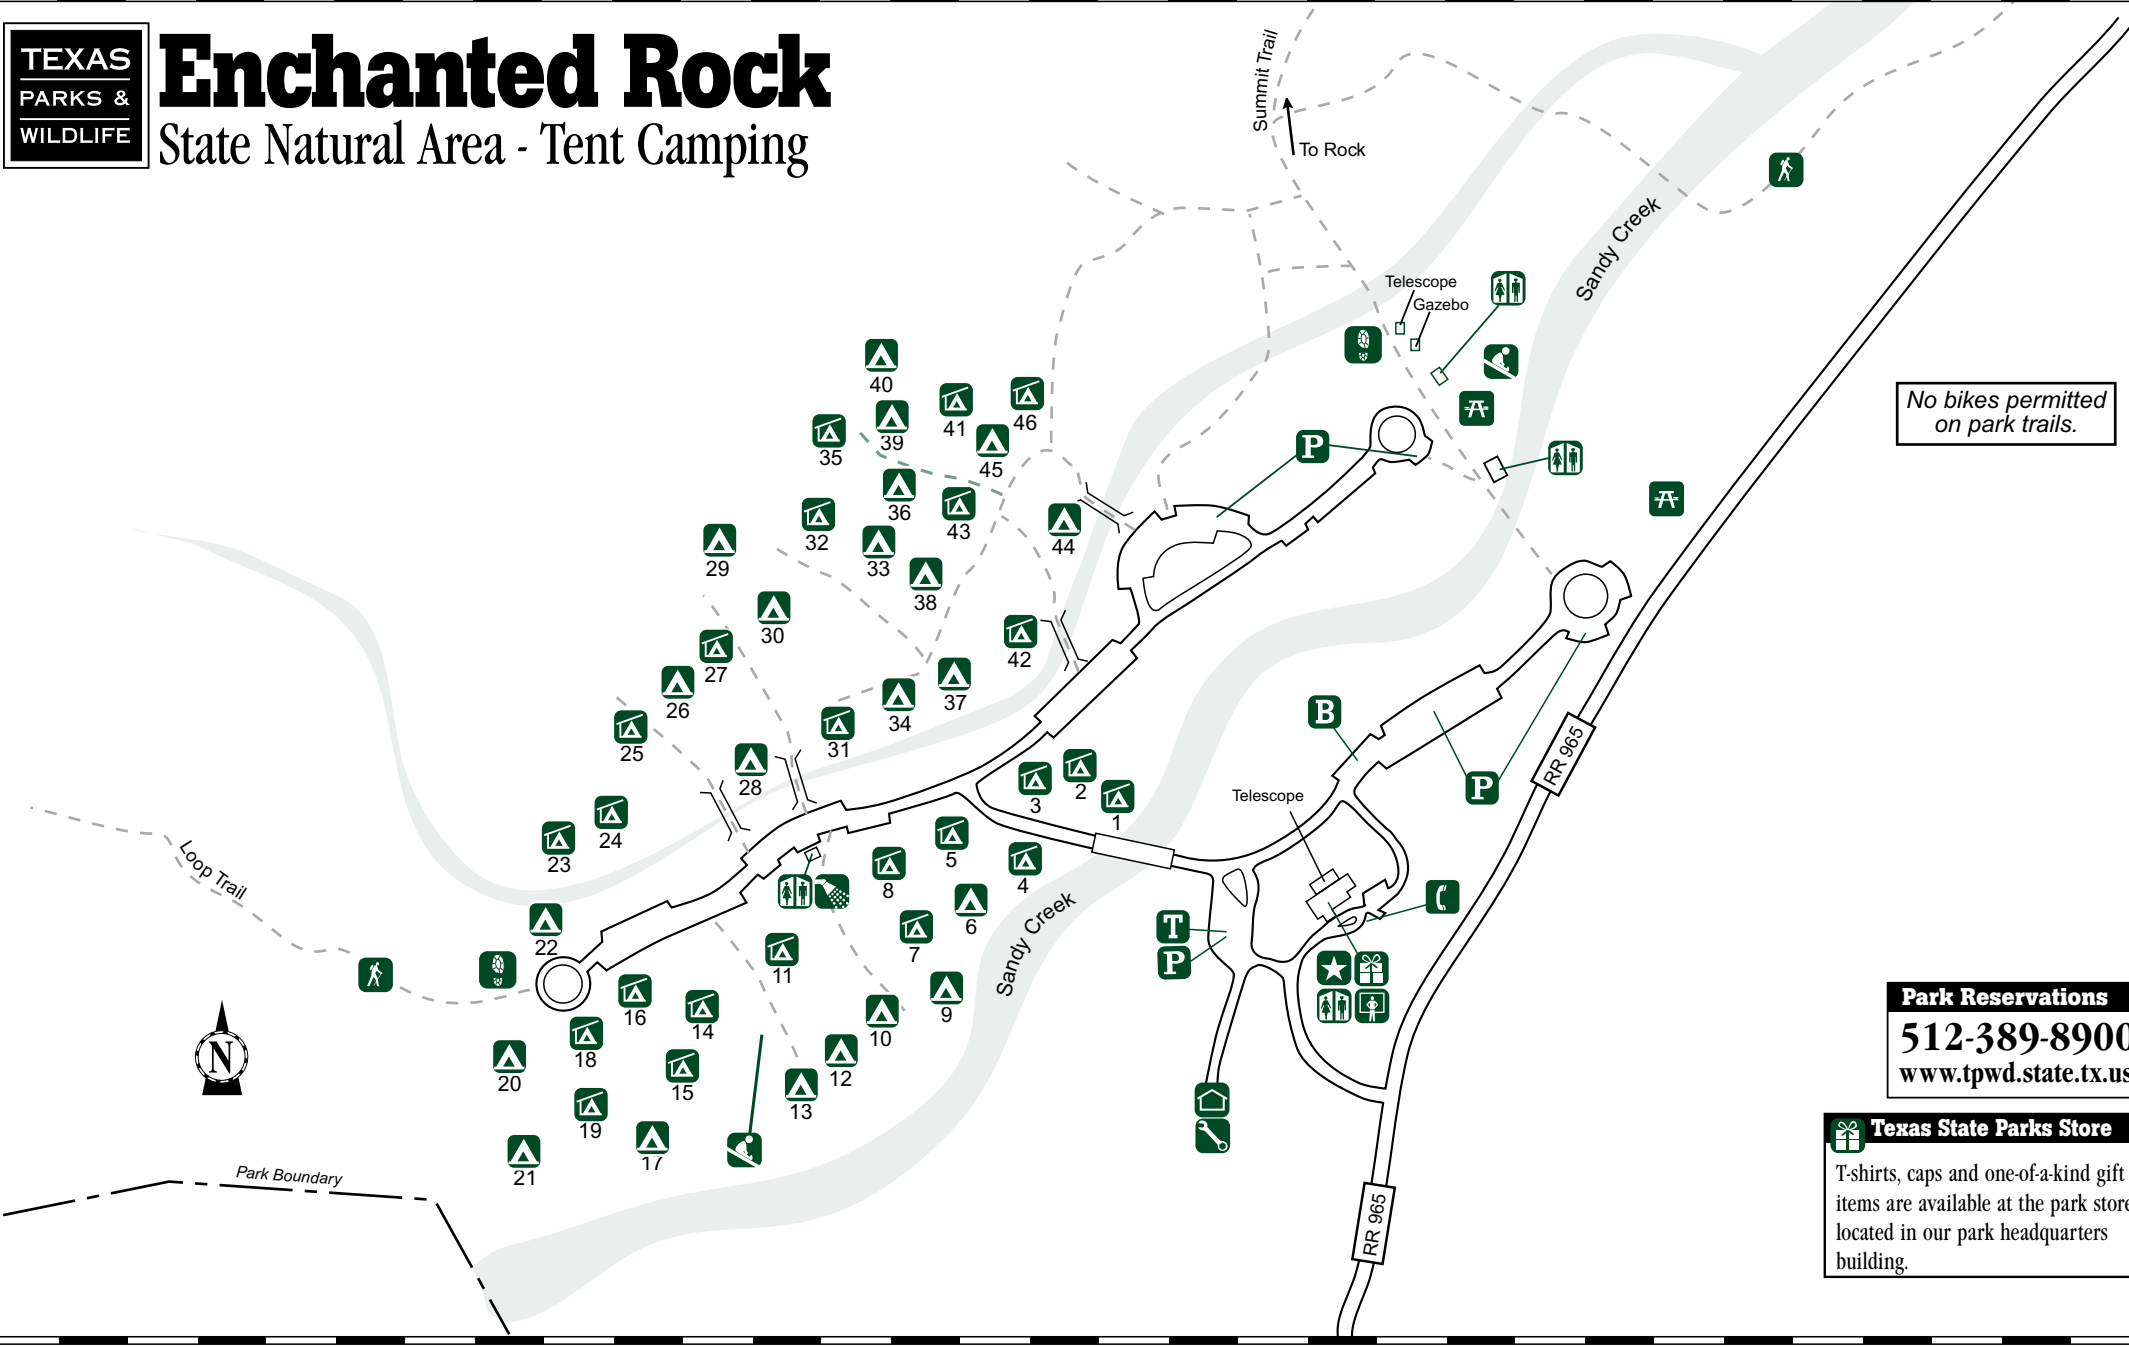 TEXAS
PARKS &
WILDLIFE
Enchanted Rock
State Natural Area - Tent Camping
Summit Trail
To Rock
Sandy Creek
Telescope
Gazebo
No bikes permitted
on park trails.
40
41
46
39
35
45
36
43
44
32
33
29
38
30
42
27
37
26
34
31
25
28
3
2
1
24
23
5
8
4
6
7
22
11
9
16
14
10
18
15
12
20
13
19
17
21
P
P
B
P
RR 965
Telescope
Loop Trail
Sandy Creek
T
P
N
Park Boundary
RR 965
Park Reservations
512-389-8900
www.tpwd.state.tx.us
Texas State Parks Store
T-shirts, caps and one-of-a-kind gift
items are available at the park store
located in our park headquarters
building.